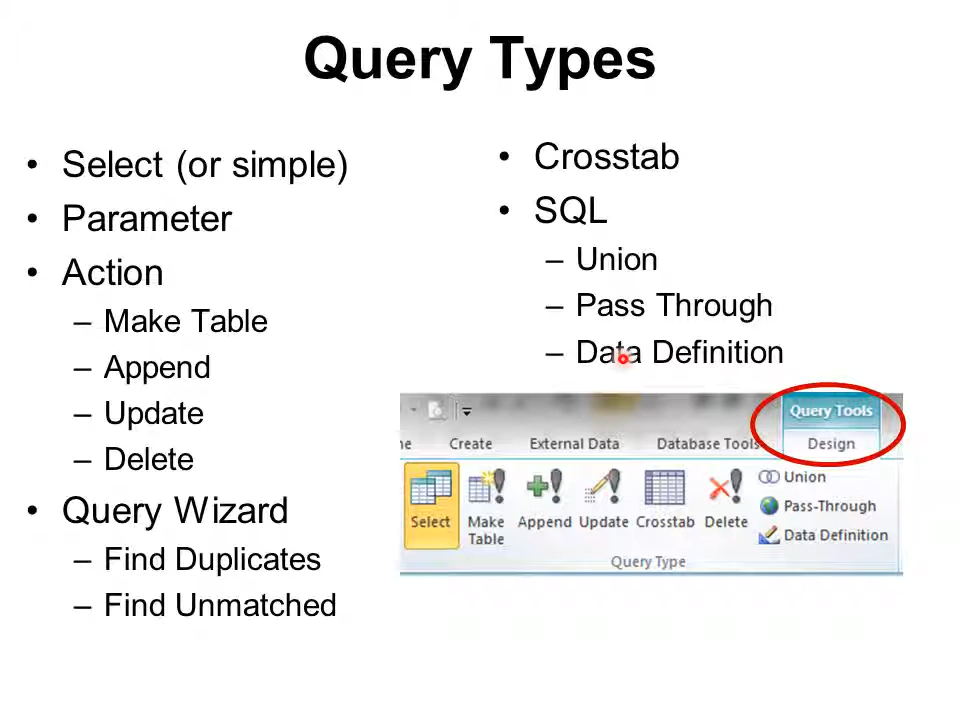 Query Types
• Select (or simple)
• Parameter
• Action
– Make Table
– Append
– Update
– Delete
• Query Wizard
– Find Duplicates
– Find Unmatched
• Crosstab
• SQL
– Union
– Pass Through
– Data Definition
Query Tools
me Create External Data Database Tools Design
Select
Make Table
Append
Update
Crosstab
Delete
Union
Pass-Through
Data Definition
Query Type